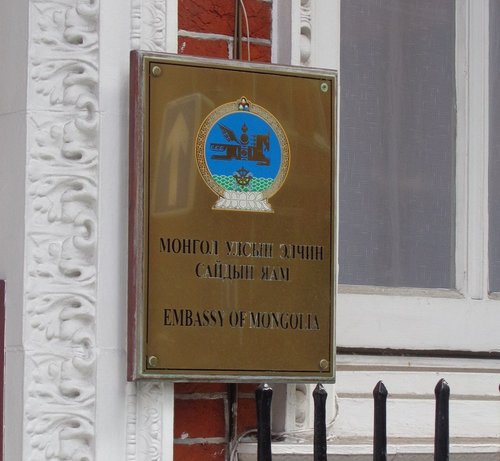 МОНГОЛ УЛСЫН ЭЛЧИН
САЙДЫН ЯАМ
EMBASSY OF MONGOLIA